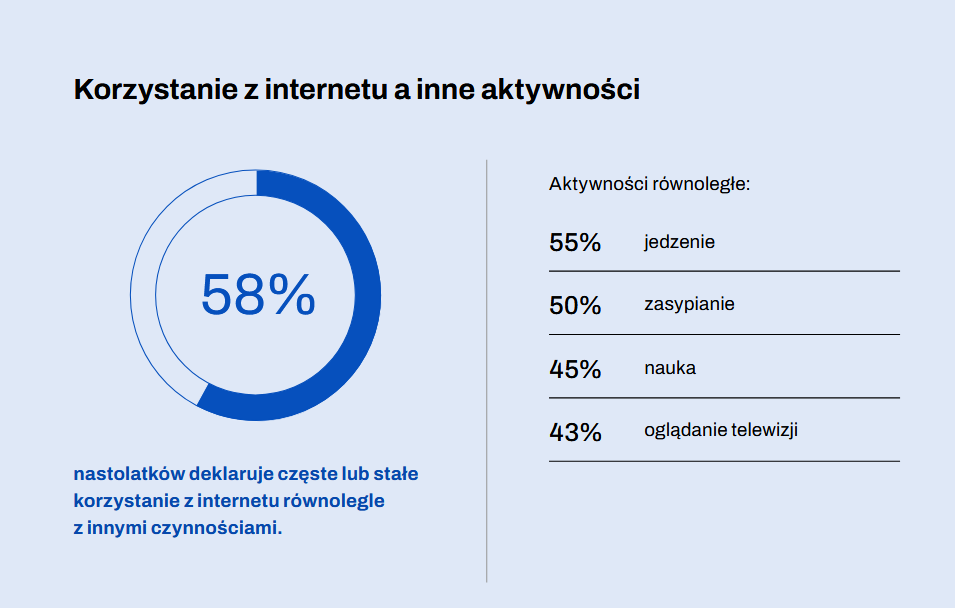 Korzystanie z internetu a inne aktywności
58%
nastolatków deklaruje częste lub stałe
korzystanie z internetu równolegle
z innymi czynnościami.
Aktywności równoległe:
55% jedzenie
50% zasypianie
45% nauka
43% oglądanie telewizji